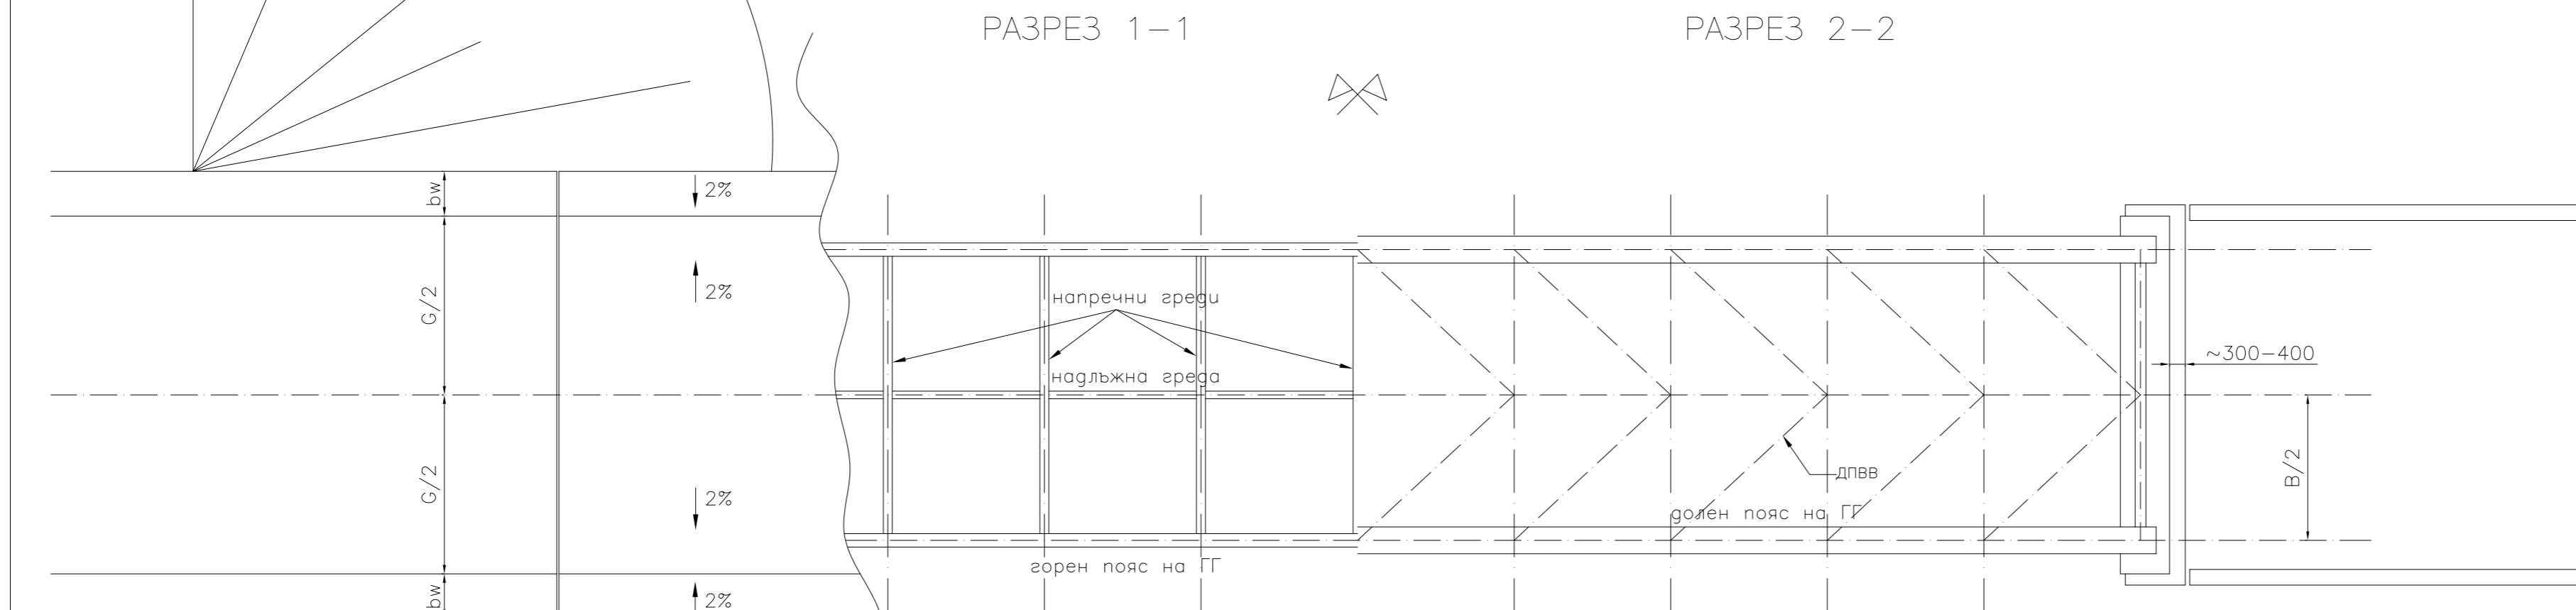 РАЗРЕЗ 1-1
РАЗРЕЗ 2-2
bw
2%
G/2
2%
напречни греди
надлъжна греда
~300-400
G/2
2%
B/2
ДПВВ
долен пояс на ГГ
горен пояс на ГГ
bw
2%